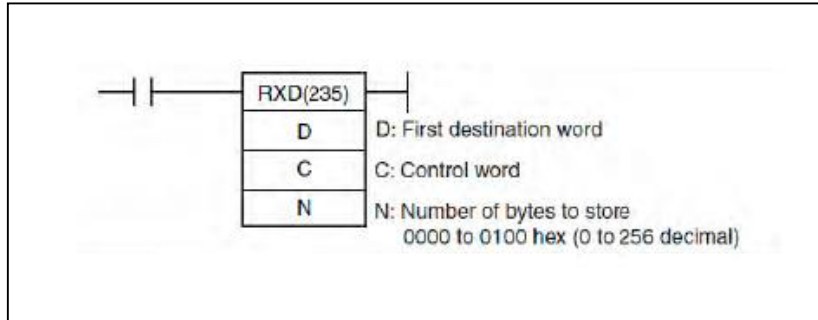 RXD(235)
D
D: First destination word
C
C: Control word
N
N: Number of bytes to store
0000 to 0100 hex (0 to 256 decimal)